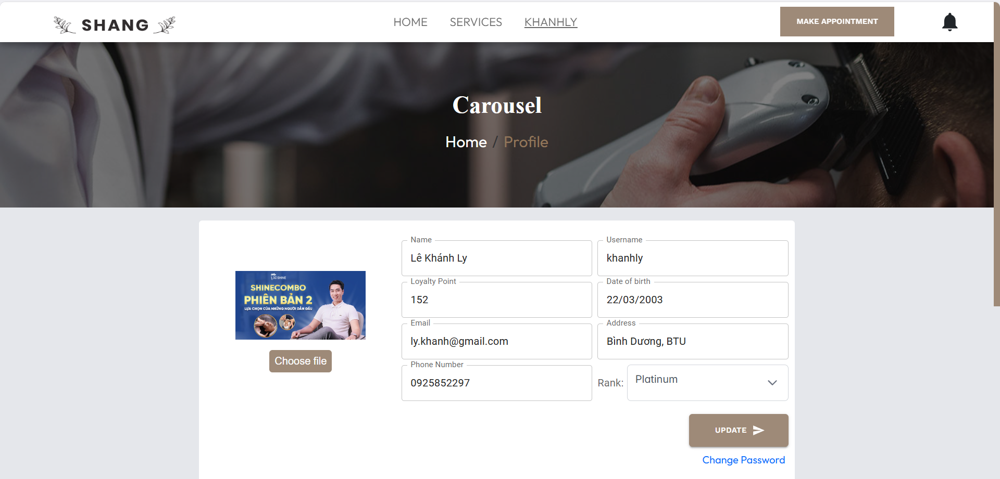 SHANG
HOME SERVICES KHANHLY
MAKE APPOINTMENT
Carousel
Home / Profile
30SHINE
SHINECOMBO
PHIÊN BẢN 2
LỰA CHỌN CỦA NHỮNG NGƯỜI DẪN ĐẦU
Choose file
Name
Lê Khánh Ly
Username
khanhly
Loyalty Point
152
Date of birth
22/03/2003
Email
ly.khanh@gmail.com
Address
Bình Dương, BTU
Phone Number
0925852297
Rank: Platinum
UPDATE
Change Password